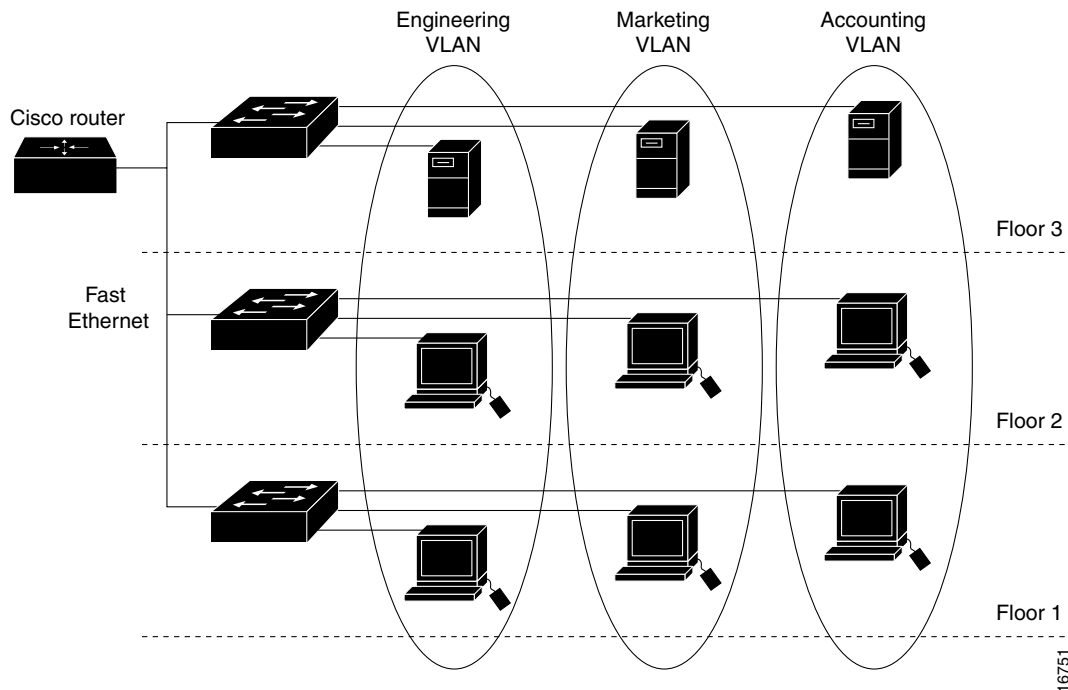 Engineering
VLAN
Marketing
VLAN
Accounting
VLAN
Cisco router
Floor 3
Fast
Ethernet
Floor 2
Floor 1
16751